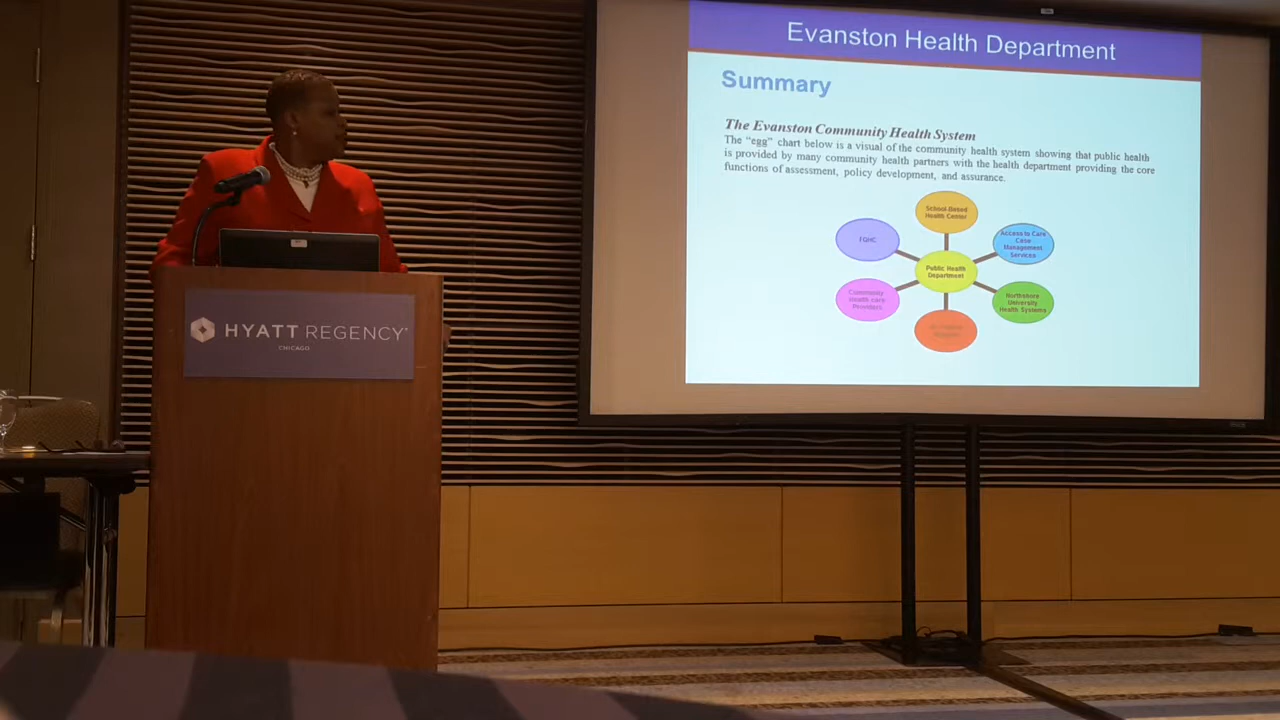 Evanston Health Department
Summary
The Evanston Community Health System
The “egg” chart below is a visual of the community health system showing that public health
is provided by many community health partners with the health department providing the core
functions of assessment, policy development, and assurance.
School-Based
Health Center
FQHC
Access to Care
Case
Management
Services
Public Health
Department
Community
Health care
Providers
Northshore
University
Health Systems
HYATT REGENCY
CHICAGO